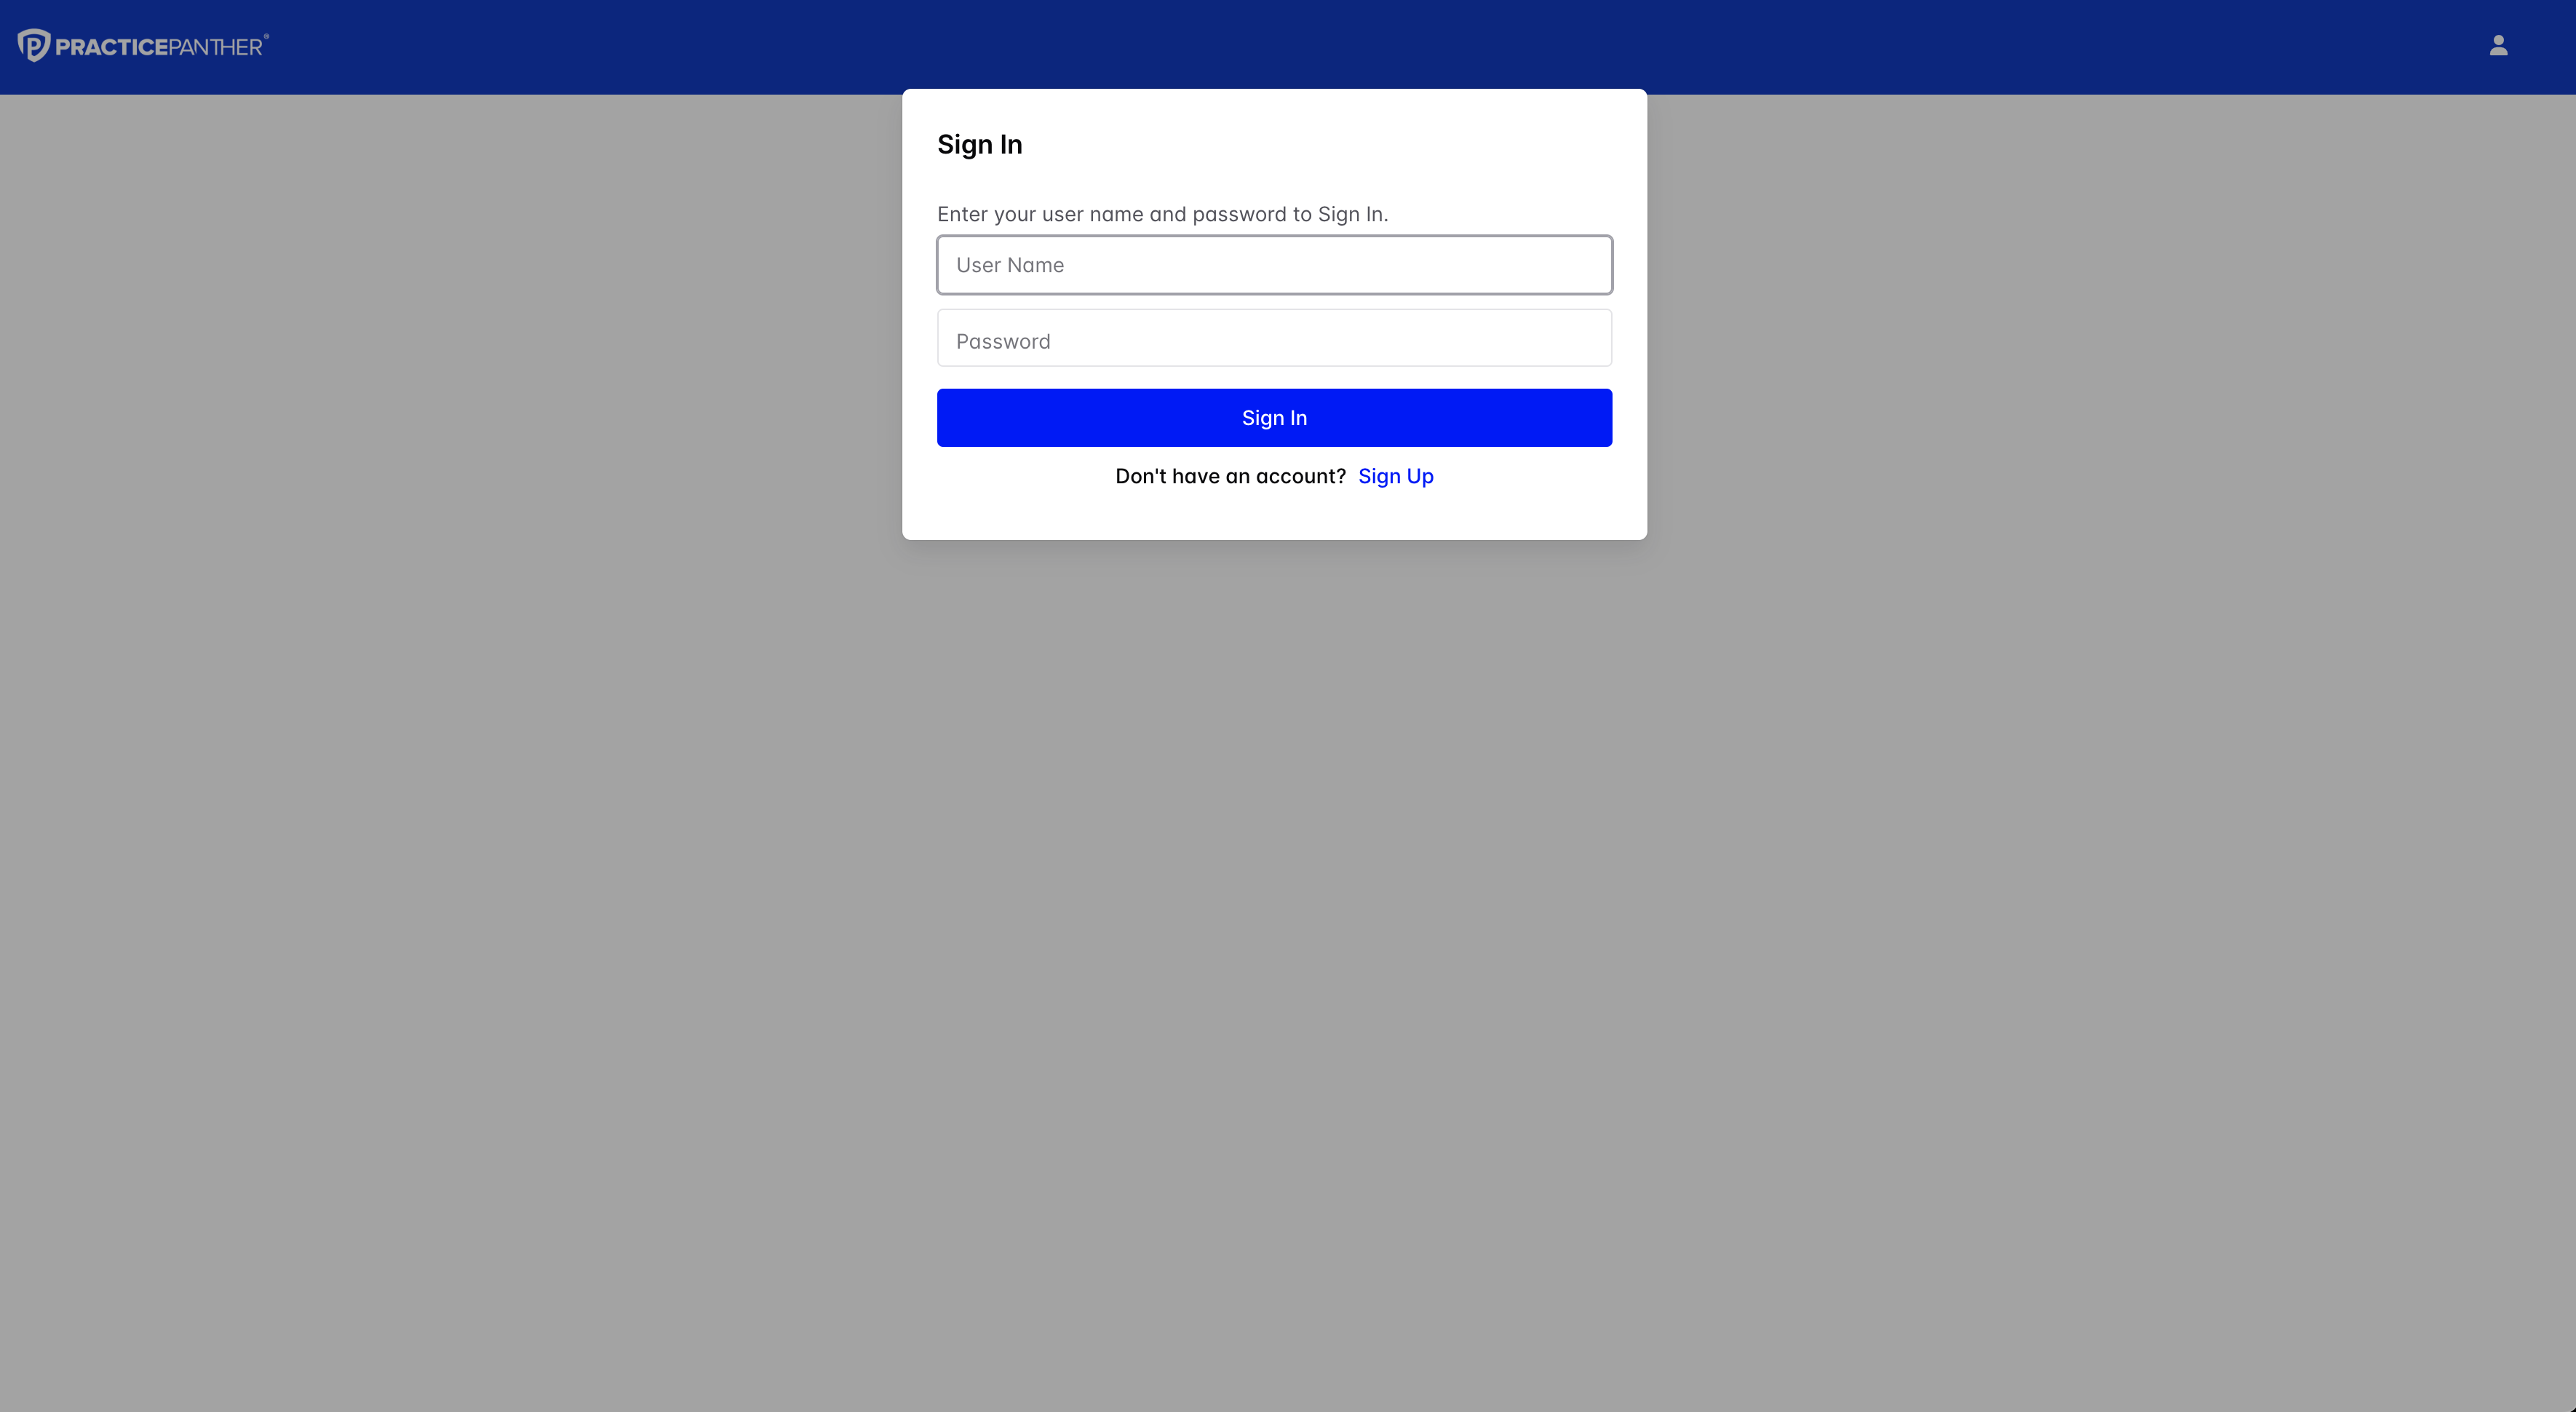 PRACTICEPANTHER®
Sign In
Enter your user name and password to Sign In.
User Name
Password
Sign In
Don't have an account? Sign Up